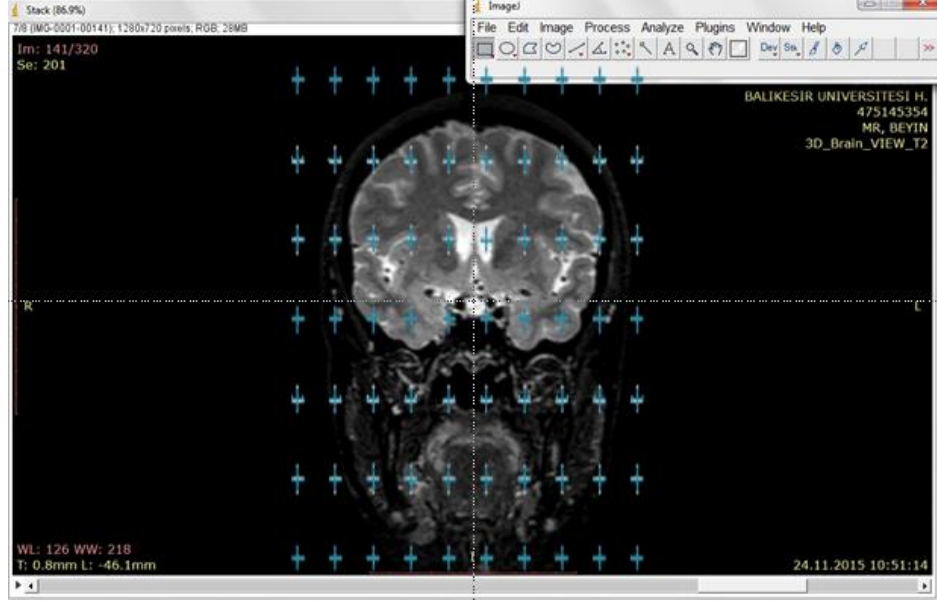 Stack (86.9%)
ImageJ
7/8 (IMG-0001-00141); 1280x720 pixels; RGB; 28MB
File Edit Image Process Analyze Plugins Window Help
Dev Stk
Im: 141/320
Se: 201
BALIKESIR UNIVERSITESI H.
475145354
MR, BEYIN
3D_Brain_VIEW_T2
R
L
WL: 126 WW: 218
T: 0.8mm L: -46.1mm
24.11.2015 10:51:14